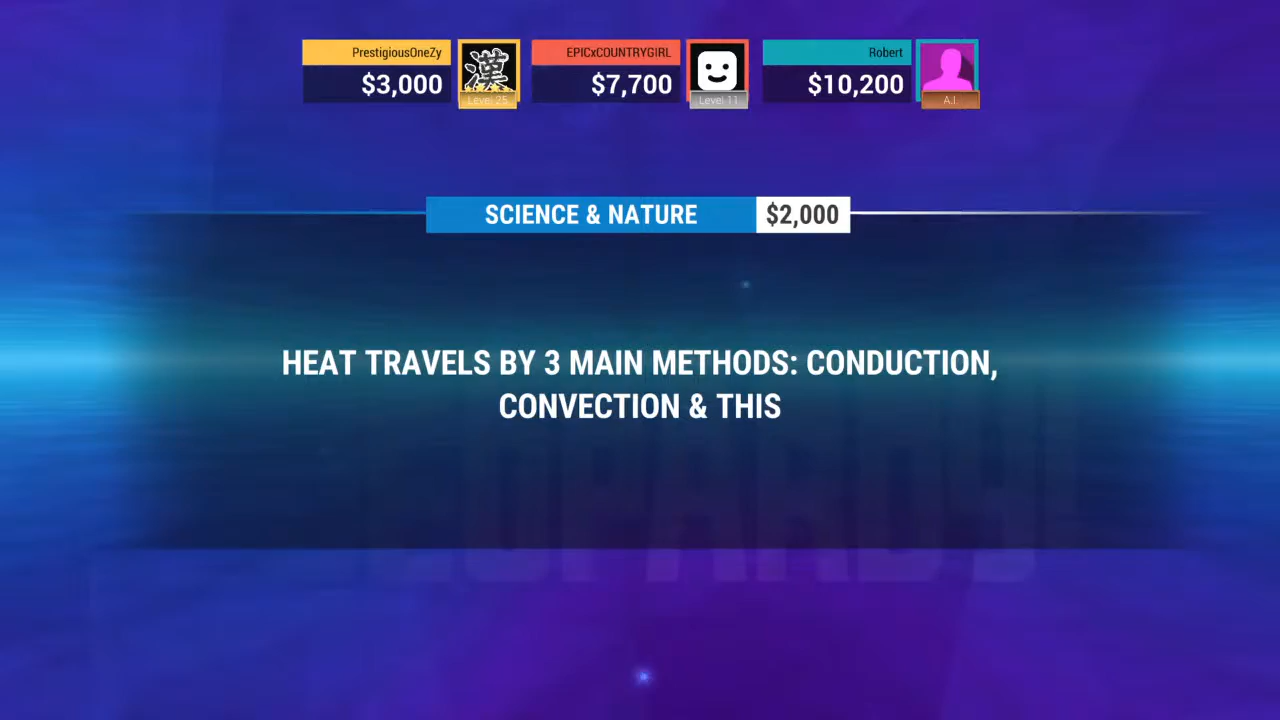 PrestigiousOneZy
$3,000
漢
Level 25
EPICxCOUNTRYGIRL
$7,700
Level 11
Robert
$10,200
A.I.
SCIENCE & NATURE $2,000
HEAT TRAVELS BY 3 MAIN METHODS: CONDUCTION,
CONVECTION & THIS
JEOPARDY!